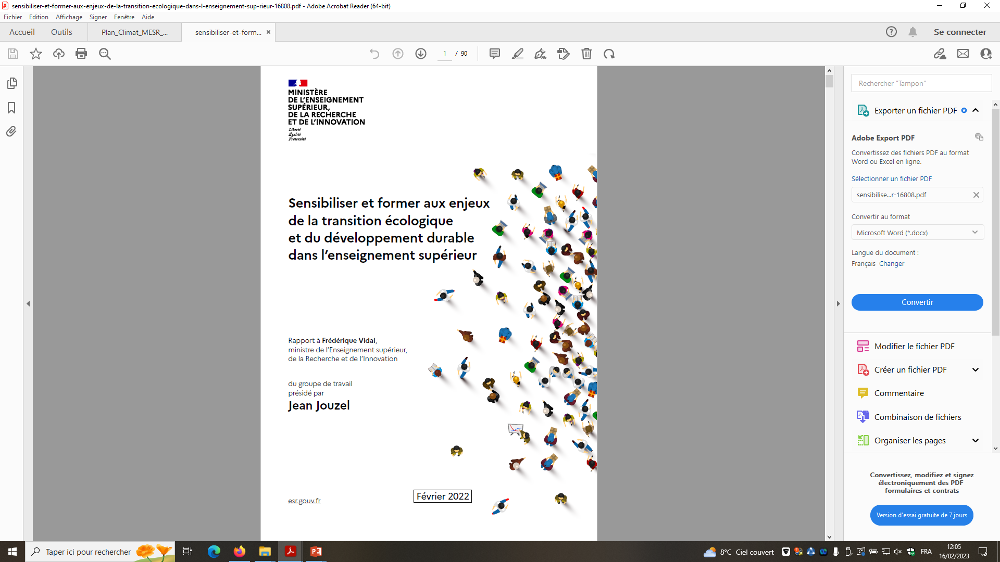 sensibiliser-et-former-aux-enjeux-de-la-transition-ecologique-dans-l-enseignement-sup-rieur-16808.pdf - Adobe Acrobat Reader (64-bit)
Fichier Edition Affichage Signer Fenêtre Aide
Accueil Outils Plan_Climat_MESR_... sensibiliser-et-form... Se connecter
1 / 90
MINISTÈRE
DE L'ENSEIGNEMENT
SUPÉRIEUR,
DE LA RECHERCHE
ET DE L'INNOVATION
Liberté
Égalité
Fraternité
Sensibiliser et former aux enjeux
de la transition écologique
et du développement durable
dans l'enseignement supérieur
Rapport à Frédérique Vidal,
ministre de l'Enseignement supérieur,
de la Recherche et de l'Innovation
du groupe de travail
présidé par
Jean Jouzel
esr.gouv.fr
Février 2022
Rechercher "Tampon"
Exporter un fichier PDF
Adobe Export PDF
Convertissez des fichiers PDF au format
Word ou Excel en ligne.
Sélectionner un fichier PDF
sensibilise...r-16808.pdf
Convertir au format
Microsoft Word (*.docx)
Langue du document :
Français Changer
Convertir
Modifier le fichier PDF
Créer un fichier PDF
Commentaire
Combinaison de fichiers
Organiser les pages
Convertissez, modifiez et signez
électroniquement des PDF
formulaires et contrats
Version d'essai gratuite de 7 jours
Taper ici pour rechercher
8°C Ciel couvert
FRA
12:05
16/02/2023